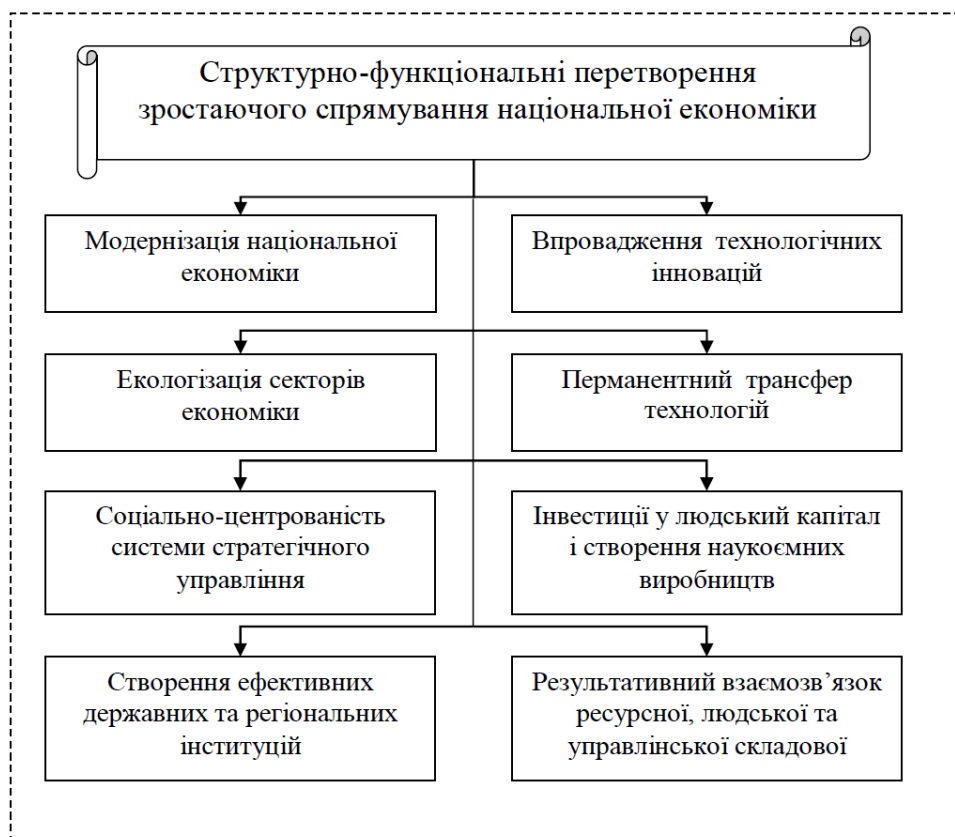 Структурно-функціональні перетворення
зростаючого спрямування національної економіки
Модернізація національної
економіки
Впровадження технологічних
інновацій
Екологізація секторів
економіки
Перманентний трансфер
технологій
Соціально-центрованість
системи стратегічного
управління
Інвестиції у людський капітал
і створення наукоємних
виробництв
Створення ефективних
державних та регіональних
інституцій
Результативний взаємозв’язок
ресурсної, людської та
управлінської складової